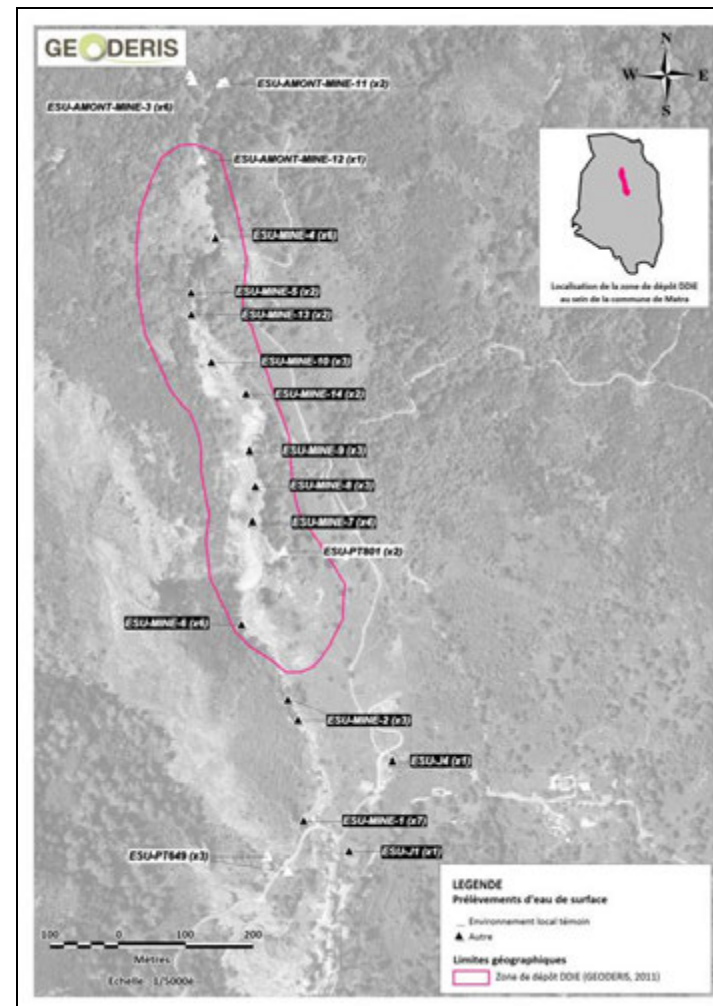 GEODERIS
N
W E
S
ESU-AMONT-MINE-11 (x2)
ESU-AMONT-MINE-3 (x6)
ESU-AMONT-MINE-12 (x1)
Localisation de la zone de dépôt DDIE
au sein de la commune de Matra
ESU-MINE-4 (x6)
ESU-MINE-5 (x2)
ESU-MINE-13 (x2)
ESU-MINE-10 (x3)
ESU-MINE-14 (x2)
ESU-MINE-9 (x3)
ESU-MINE-8 (x3)
ESU-MINE-7 (x4)
ESU-PT801 (x2)
ESU-MINE-6 (x6)
ESU-MINE-2 (x3)
ESU-J4 (x1)
ESU-MINE-1 (x7)
ESU-PT649 (x3)
ESU-J1 (x1)
LEGENDE
Prélèvements d'eau de surface
Environnement local témoin
Autre
Limites géographiques
Zone de dépôt DDIE (GEODERIS, 2011)
100 0 100 200
Mètres
Echelle : 1/5000è